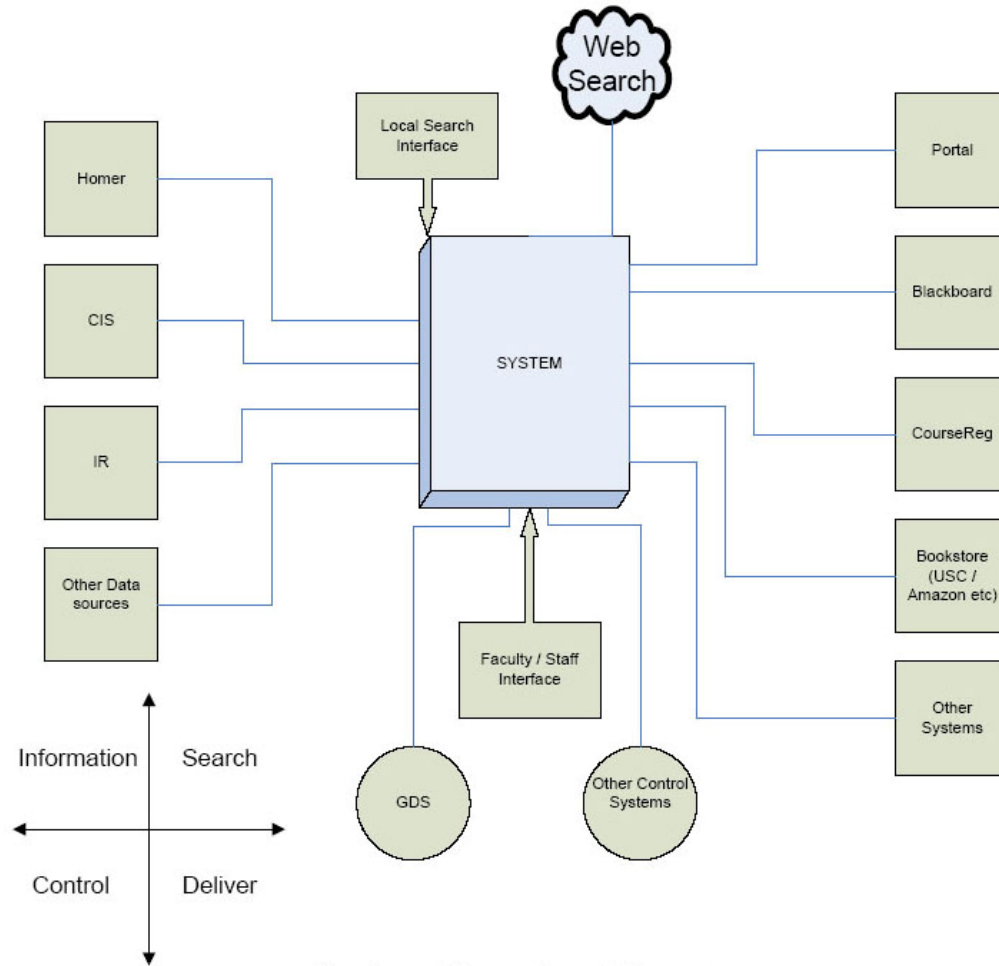 Web
Search
Local Search
Interface
Homer
Portal
CIS
Blackboard
SYSTEM
IR
CourseReg
Other Data
sources
Bookstore
(USC /
Amazon etc)
Faculty / Staff
Interface
Other
Systems
GDS
Other Control
Systems
Information
Search
Control
Deliver